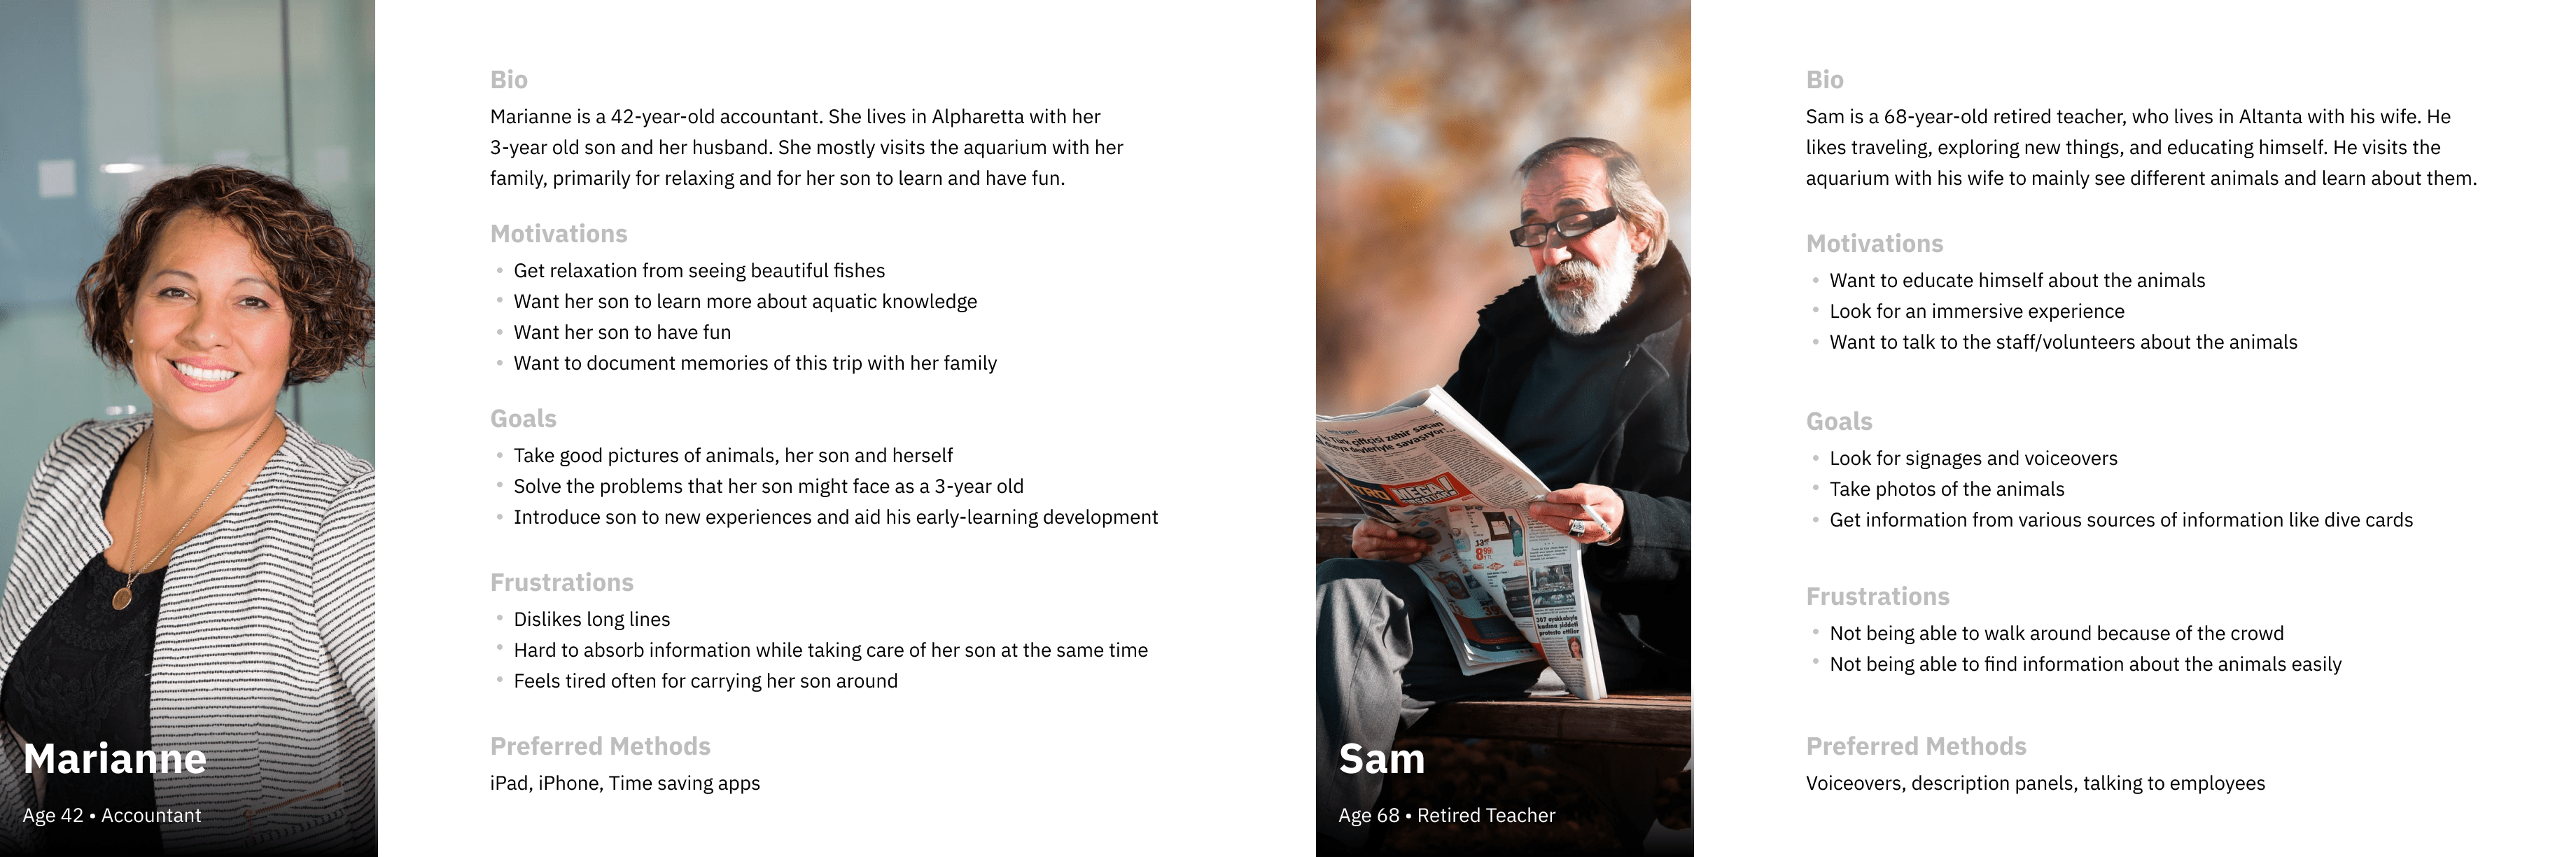 Bio
Marianne is a 42-year-old accountant. She lives in Alpharetta with her
3-year old son and her husband. She mostly visits the aquarium with her
family, primarily for relaxing and for her son to learn and have fun.
Motivations
• Get relaxation from seeing beautiful fishes
• Want her son to learn more about aquatic knowledge
• Want her son to have fun
• Want to document memories of this trip with her family
Goals
• Take good pictures of animals, her son and herself
• Solve the problems that her son might face as a 3-year old
• Introduce son to new experiences and aid his early-learning development
Frustrations
• Dislikes long lines
• Hard to absorb information while taking care of her son at the same time
• Feels tired often for carrying her son around
Preferred Methods
iPad, iPhone, Time saving apps
Marianne
Age 42 • Accountant
Bio
Sam is a 68-year-old retired teacher, who lives in Altanta with his wife. He
likes traveling, exploring new things, and educating himself. He visits the
aquarium with his wife to mainly see different animals and learn about them.
Motivations
• Want to educate himself about the animals
• Look for an immersive experience
• Want to talk to the staff/volunteers about the animals
Goals
• Look for signages and voiceovers
• Take photos of the animals
• Get information from various sources of information like dive cards
Frustrations
• Not being able to walk around because of the crowd
• Not being able to find information about the animals easily
Preferred Methods
Voiceovers, description panels, talking to employees
Türk çiftçisi zehir saçan
savaşıyor...
MEGA!
Sam
Age 68 • Retired Teacher